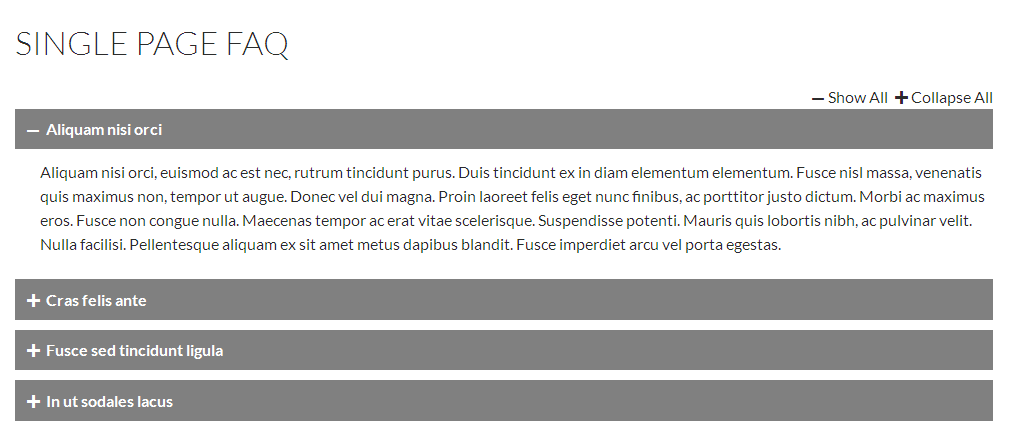 SINGLE PAGE FAQ
— Show All + Collapse All
— Aliquam nisi orci
Aliquam nisi orci, euismod ac est nec, rutrum tincidunt purus. Duis tincidunt ex in diam elementum elementum. Fusce nisl massa, venenatis
quis maximus non, tempor ut augue. Donec vel dui magna. Proin laoreet felis eget nunc finibus, ac porttitor justo dictum. Morbi ac maximus
eros. Fusce non congue nulla. Maecenas tempor ac erat vitae scelerisque. Suspendisse potenti. Mauris quis lobortis nibh, ac pulvinar velit.
Nulla facilisi. Pellentesque aliquam ex sit amet metus dapibus blandit. Fusce imperdiet arcu vel porta egestas.
+ Cras felis ante
+ Fusce sed tincidunt ligula
+ In ut sodales lacus